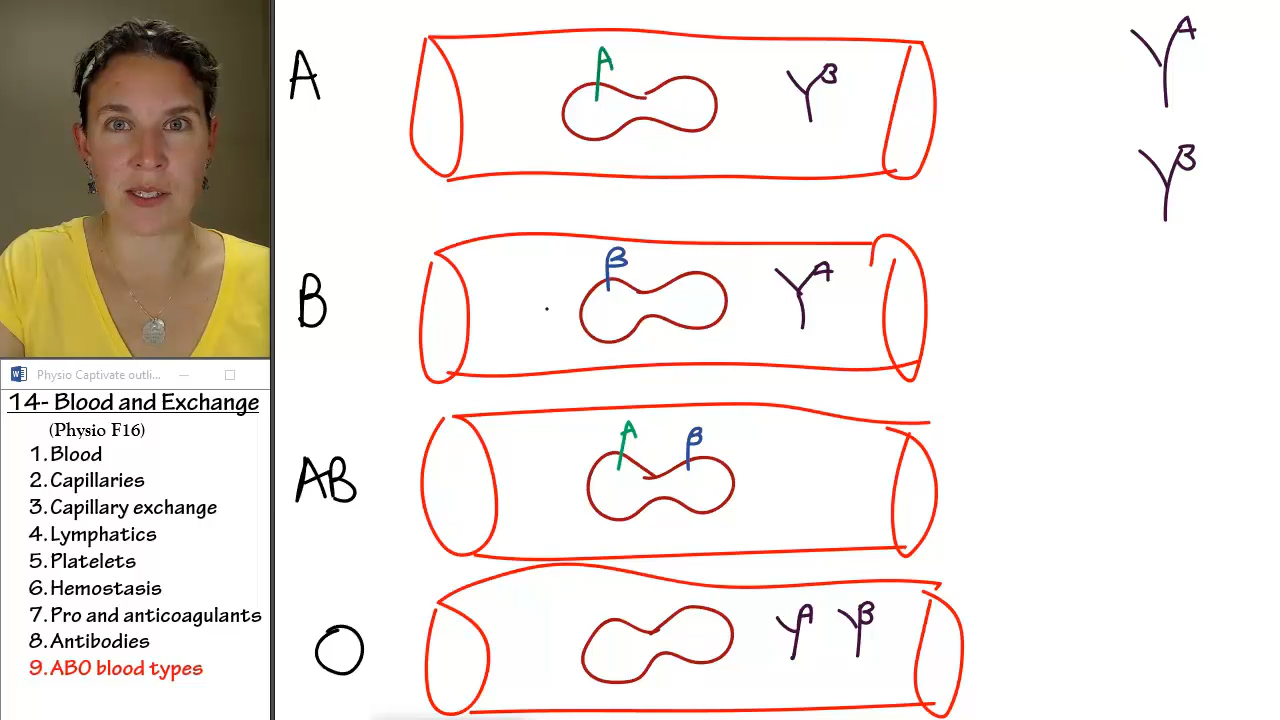 A
A
B
A
B
B
B
A
AB
A
B
O
A
B
Physio Captivate outli...
14- Blood and Exchange
(Physio F16)
1. Blood
2. Capillaries
3. Capillary exchange
4. Lymphatics
5. Platelets
6. Hemostasis
7. Pro and anticoagulants
8. Antibodies
9. ABO blood types